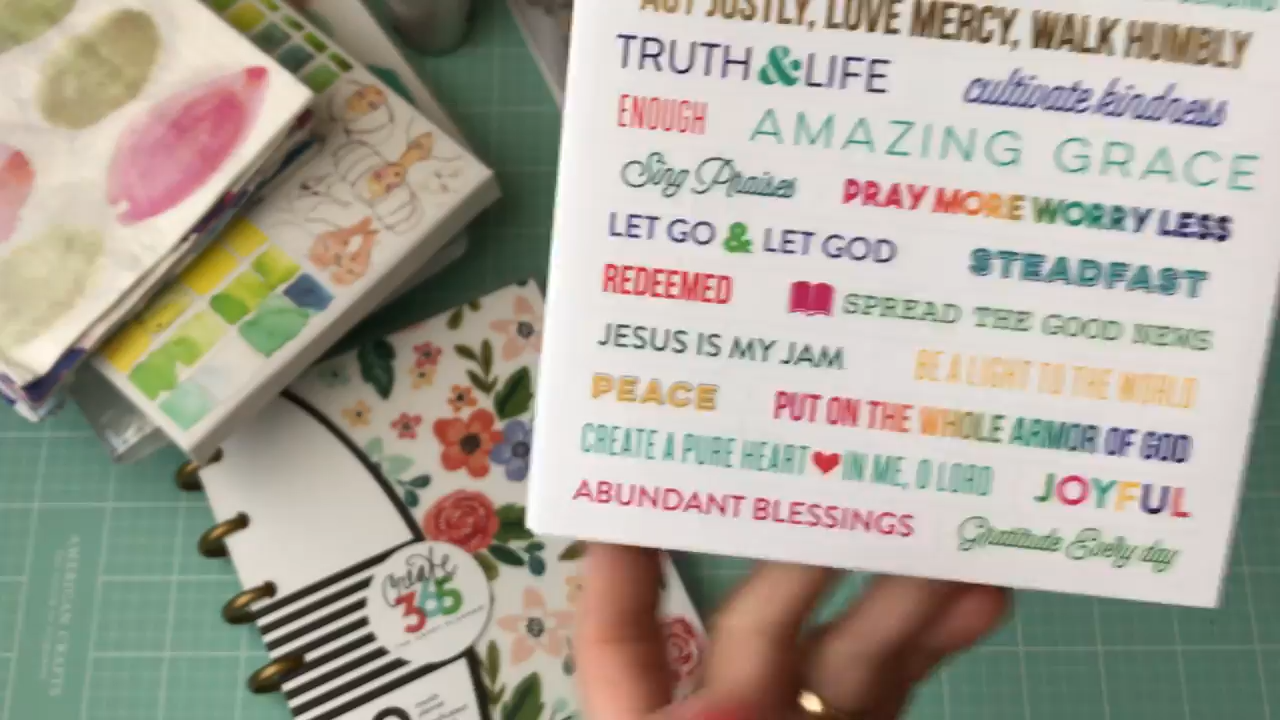 ACT JUSTLY, LOVE MERCY, WALK HUMBLY
TRUTH & LIFE
cultivate kindness
ENOUGH
AMAZING GRACE
Sing Praises
PRAY MORE WORRY LESS
LET GO & LET GOD
STEADFAST
REDEEMED
SPREAD THE GOOD NEWS
JESUS IS MY JAM
BE A LIGHT TO THE WORLD
PEACE
PUT ON THE WHOLE ARMOR OF GOD
CREATE A PURE HEART IN ME, O LORD
JOYFUL
ABUNDANT BLESSINGS
Gratitude Every day
Create
365
THE HAPPY PLANNER
AMERICAN CRAFTS